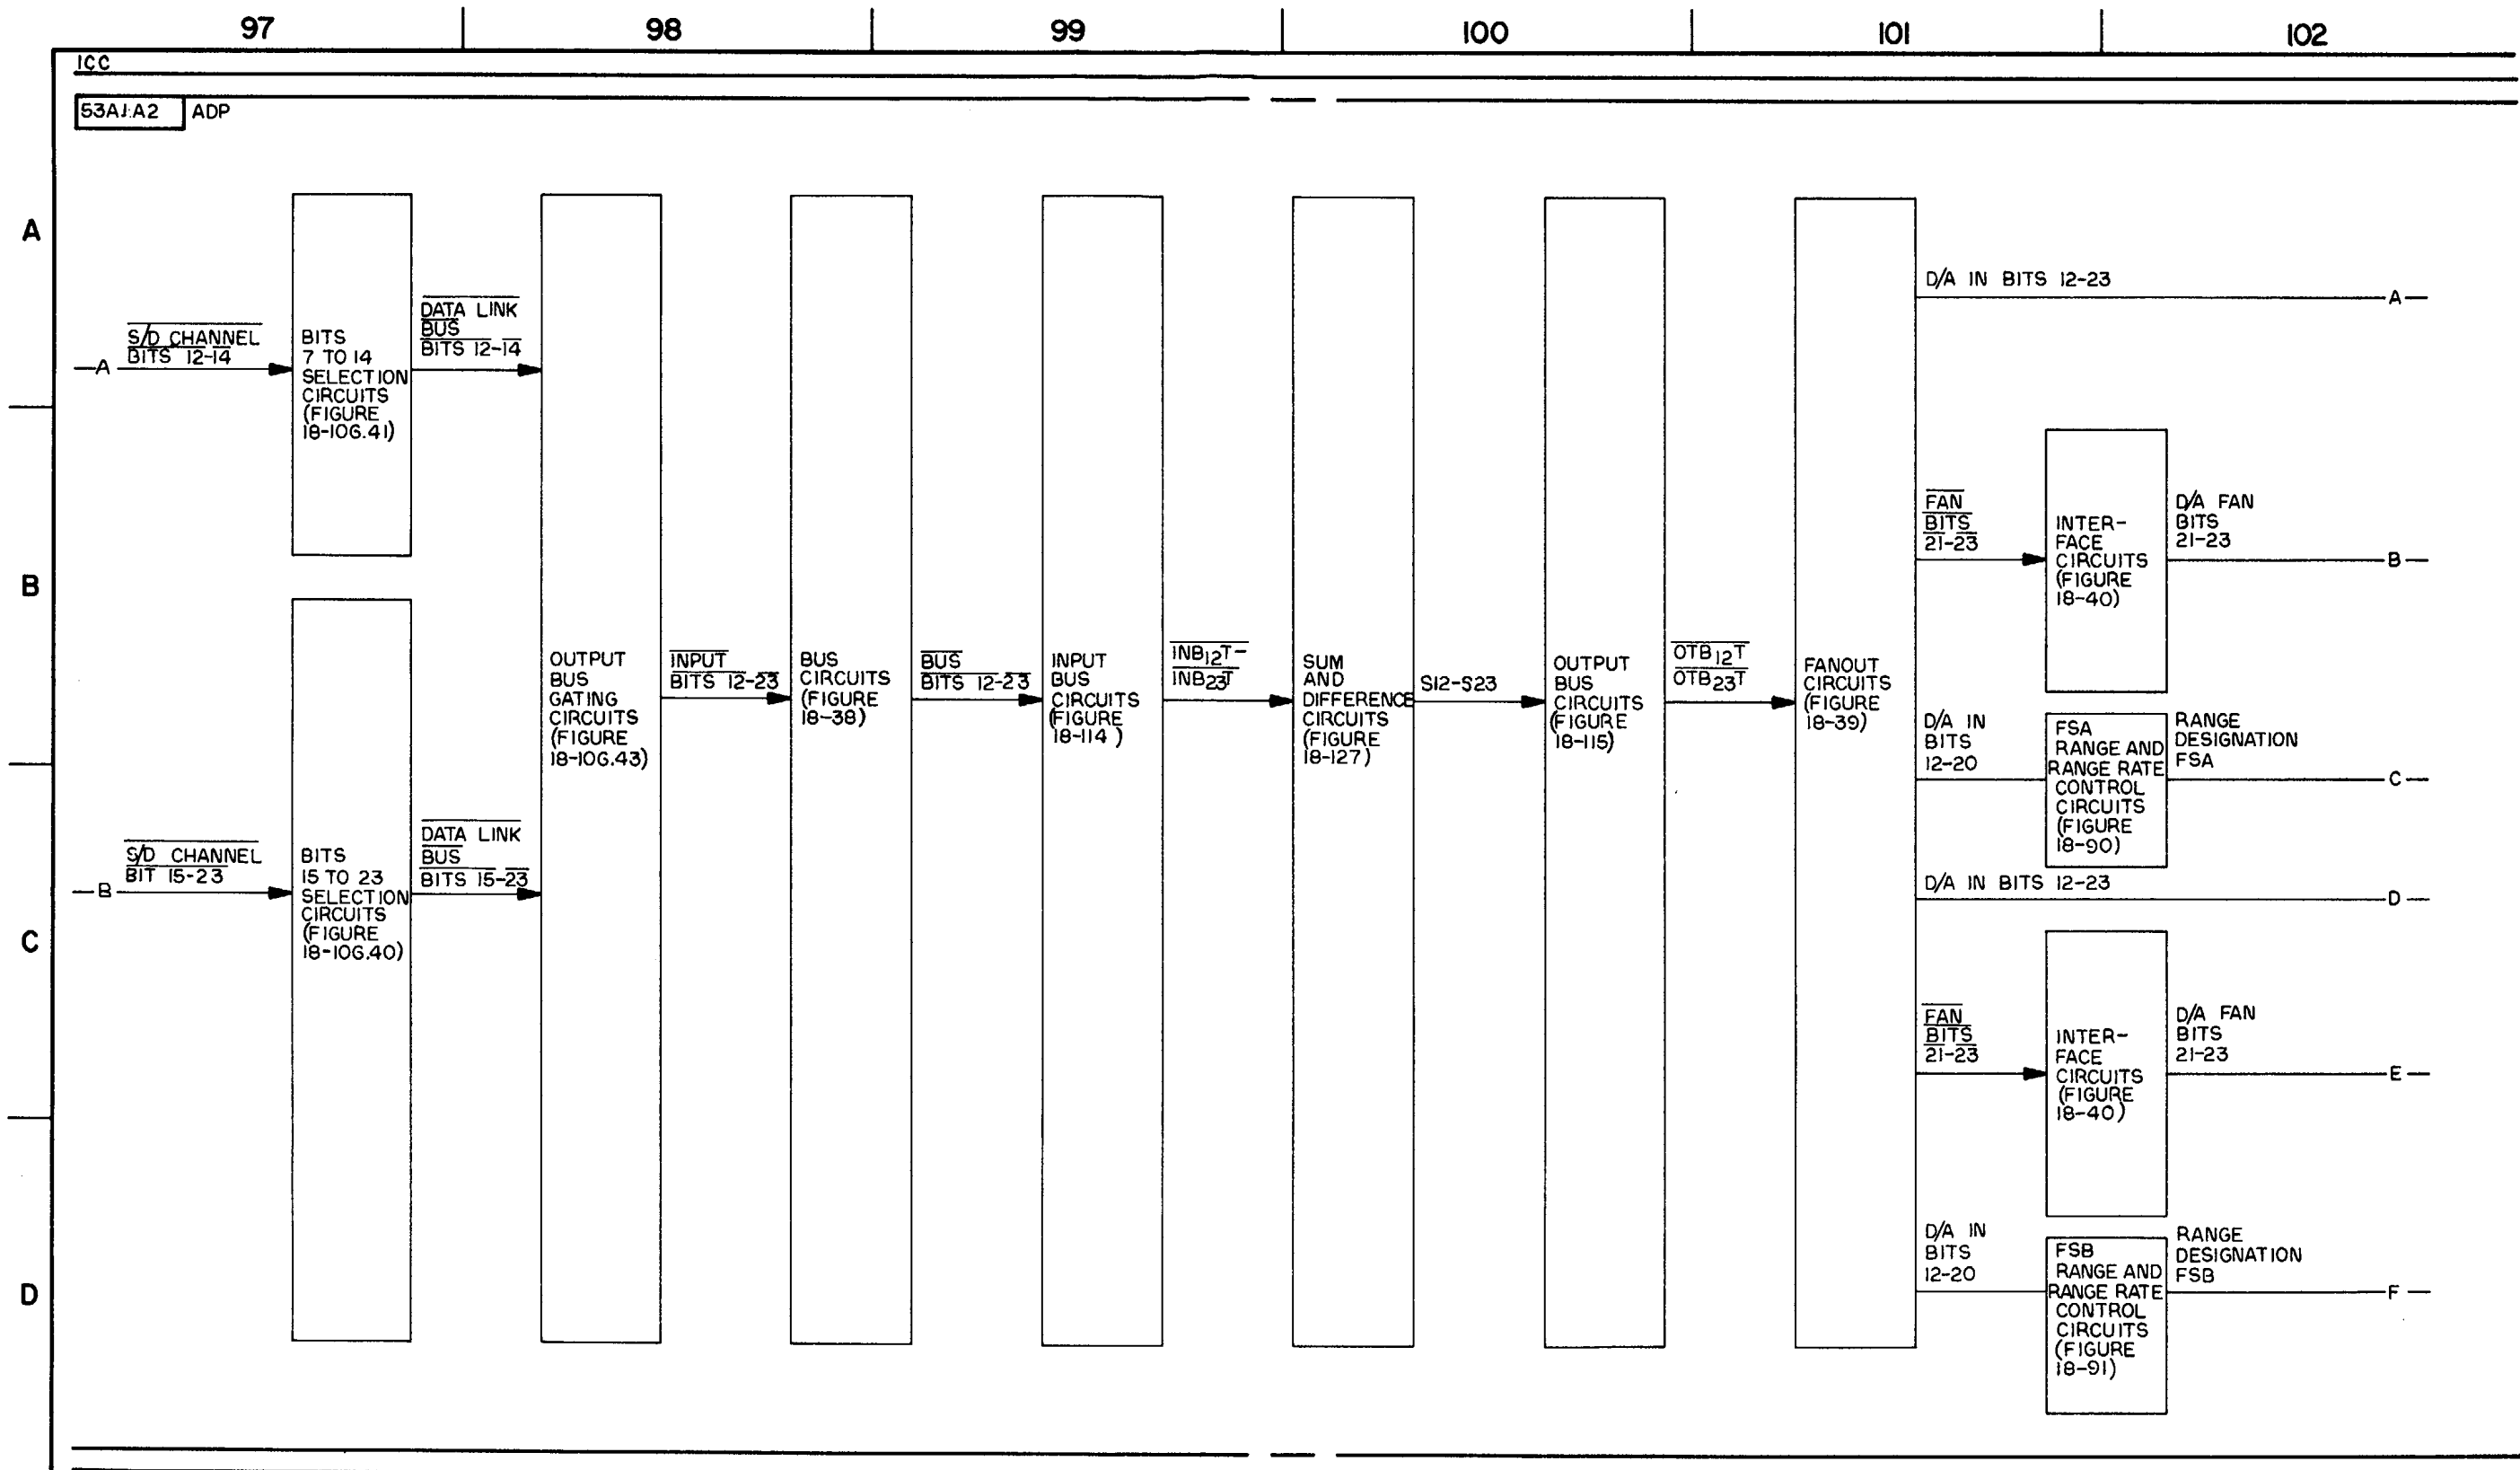 97 98 99 100 101 102
ICC
53A1A2 ADP
A
B
C
D
S/D CHANNEL
BITS 12-14
—A
BITS
7 TO 14
SELECTION
CIRCUITS
(FIGURE
18-10G.41)
DATA LINK
BUS
BITS 12-14
S/D CHANNEL
BIT 15-23
—B
BITS
15 TO 23
SELECTION
CIRCUITS
(FIGURE
18-10G.40)
DATA LINK
BUS
BITS 15-23
OUTPUT
BUS
GATING
CIRCUITS
(FIGURE
18-10G.43)
INPUT
BITS 12-23
BUS
CIRCUITS
(FIGURE
18-38)
BUS
BITS 12-23
INPUT
BUS
CIRCUITS
(FIGURE
18-114)
INB12T-
INB23T
SUM
AND
DIFFERENCE
CIRCUITS
(FIGURE
18-127)
S12-S23
OUTPUT
BUS
CIRCUITS
(FIGURE
18-115)
OTB12T
OTB23T
FANOUT
CIRCUITS
(FIGURE
18-39)
D/A IN BITS 12-23
A—
FAN
BITS
21-23
INTER-
FACE
CIRCUITS
(FIGURE
18-40)
D/A FAN
BITS
21-23
B—
D/A IN
BITS
12-20
FSA
RANGE AND
RANGE RATE
CONTROL
CIRCUITS
(FIGURE
18-90)
RANGE
DESIGNATION
FSA
C—
D/A IN BITS 12-23
D—
FAN
BITS
21-23
INTER-
FACE
CIRCUITS
(FIGURE
18-40)
D/A FAN
BITS
21-23
E—
D/A IN
BITS
12-20
FSB
RANGE AND
RANGE RATE
CONTROL
CIRCUITS
(FIGURE
18-91)
RANGE
DESIGNATION
FSB
F—